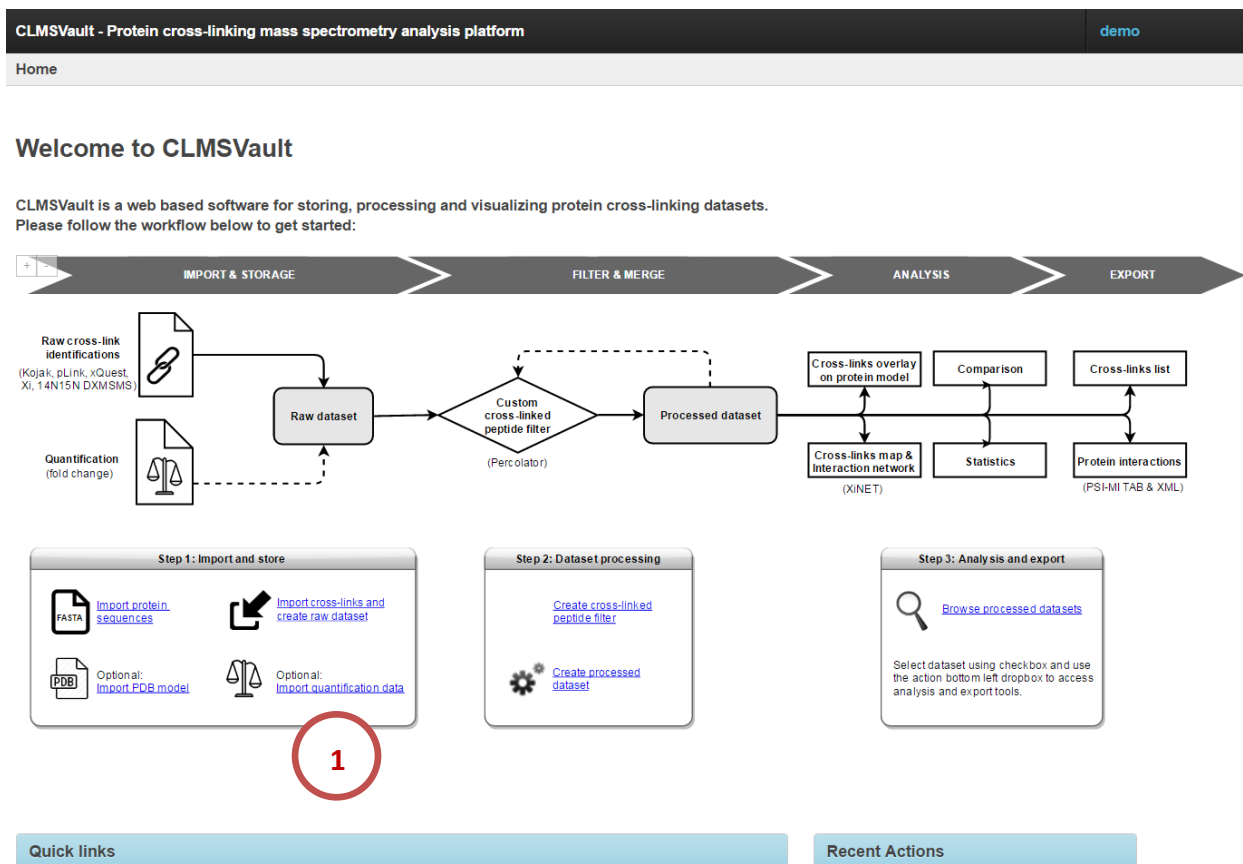 CLMSVault - Protein cross-linking mass spectrometry analysis platform
demo
Home
Welcome to CLMSVault
CLMSVault is a web based software for storing, processing and visualizing protein cross-linking datasets.
Please follow the workflow below to get started:
+ -
IMPORT & STORAGE
FILTER & MERGE
ANALYSIS
EXPORT
Raw cross-link
identifications
(Kojak, pLink, xQuest,
Xi, 14N15N DXMSMS)
Quantification
(fold change)
Raw dataset
Custom
cross-linked
peptide filter
(Percolator)
Processed dataset
Cross-links overlay
on protein model
Comparison
Cross-links list
Cross-links map &
Interaction network
(XiNET)
Statistics
Protein interactions
(PSI-MI TAB & XML)
Step 1: Import and store
FASTA
Import protein
sequences
Import cross-links and
create raw dataset
PDB
Optional:
Import PDB model
Optional:
Import quantification data
Step 2: Dataset processing
Create cross-linked
peptide filter
Create processed
dataset
Step 3: Analysis and export
Browse processed datasets
Select dataset using checkbox and use
the action bottom left dropbox to access
analysis and export tools.
1
Quick links
Recent Actions